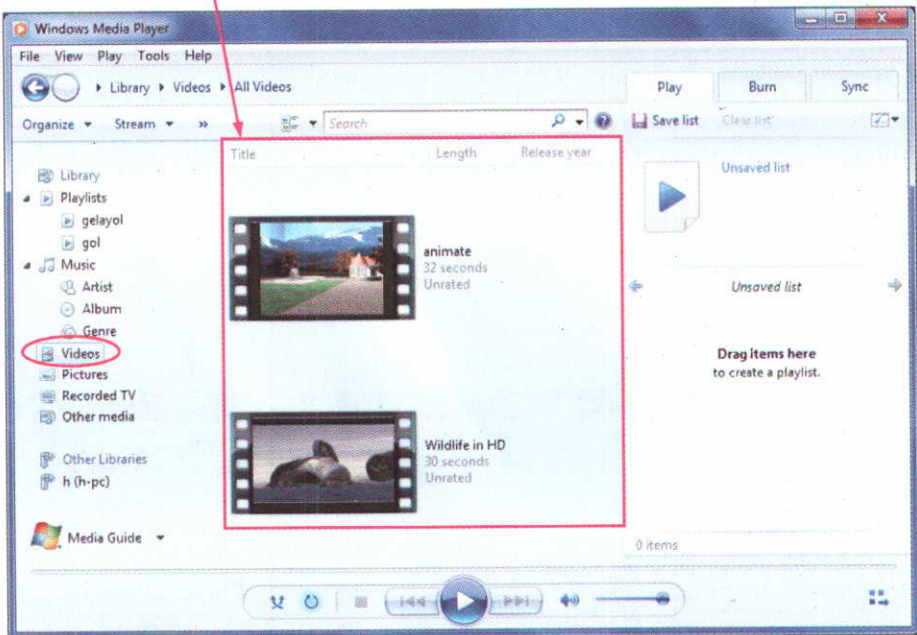 Windows Media Player
File View Play Tools Help
Library Videos All Videos
Play Burn Sync
Organize Stream » Search Save list Clear list
Title Length Release year
Library
Playlists
gelayol
gol
Music
Artist
Album
Genre
Videos
Pictures
Recorded TV
Other media
Other Libraries
h (h-pc)
Media Guide
animate
32 seconds
Unrated
Wildlife in HD
30 seconds
Unrated
Unsaved list
Unsaved list
Drag items here
to create a playlist.
0 items